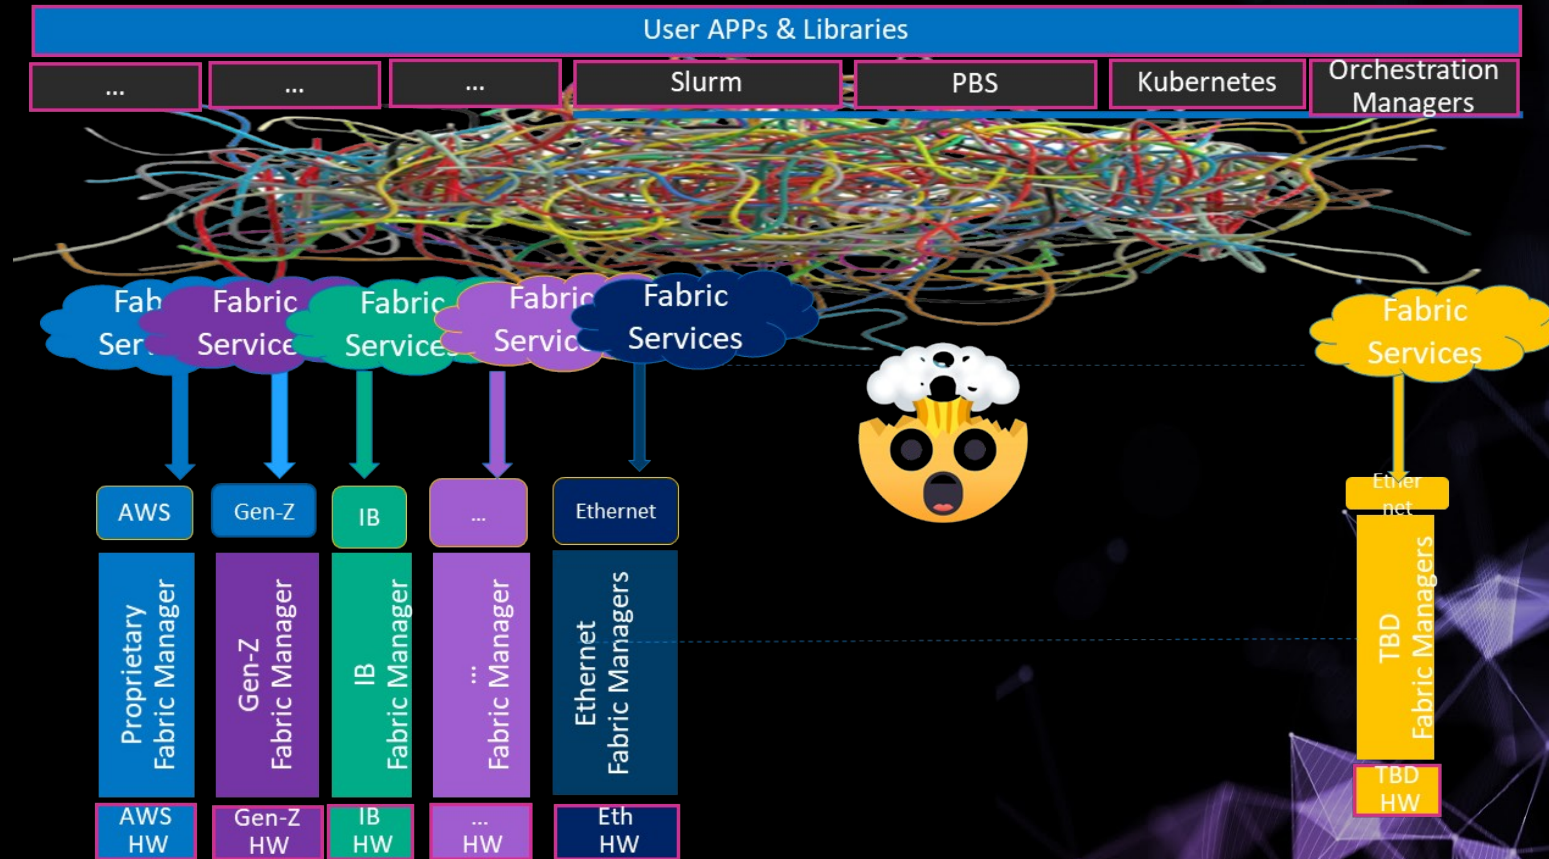 User APPs & Libraries
...
...
...
Slurm
PBS
Kubernetes
Orchestration
Managers
Fab
Ser
Fabric
Service
Fabric
Services
Fabric
Servic
Fabric
Services
Fabric
Services
AWS
Gen-Z
IB
...
Ethernet
Ether
net
Proprietary
Fabric Manager
Gen-Z
Fabric Manager
IB
Fabric Manager
...
Fabric Manager
Ethernet
Fabric Managers
TBD
Fabric Managers
AWS
HW
Gen-Z
HW
IB
HW
...
HW
Eth
HW
TBD
HW